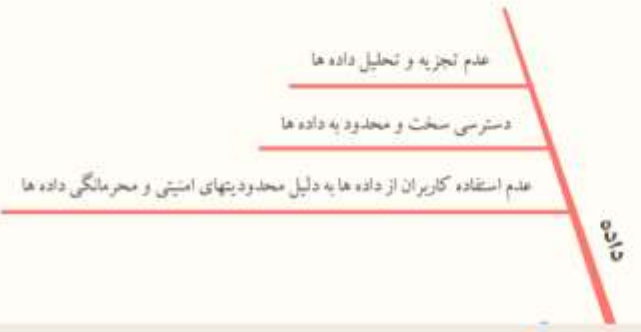 عدم تجزیه و تحلیل داده ها
دسترسی سخت و محدود به داده ها
عدم استفاده کاربران از داده ها به دلیل محدودیتهای امنیتی و محرمانگی داده ها
داده